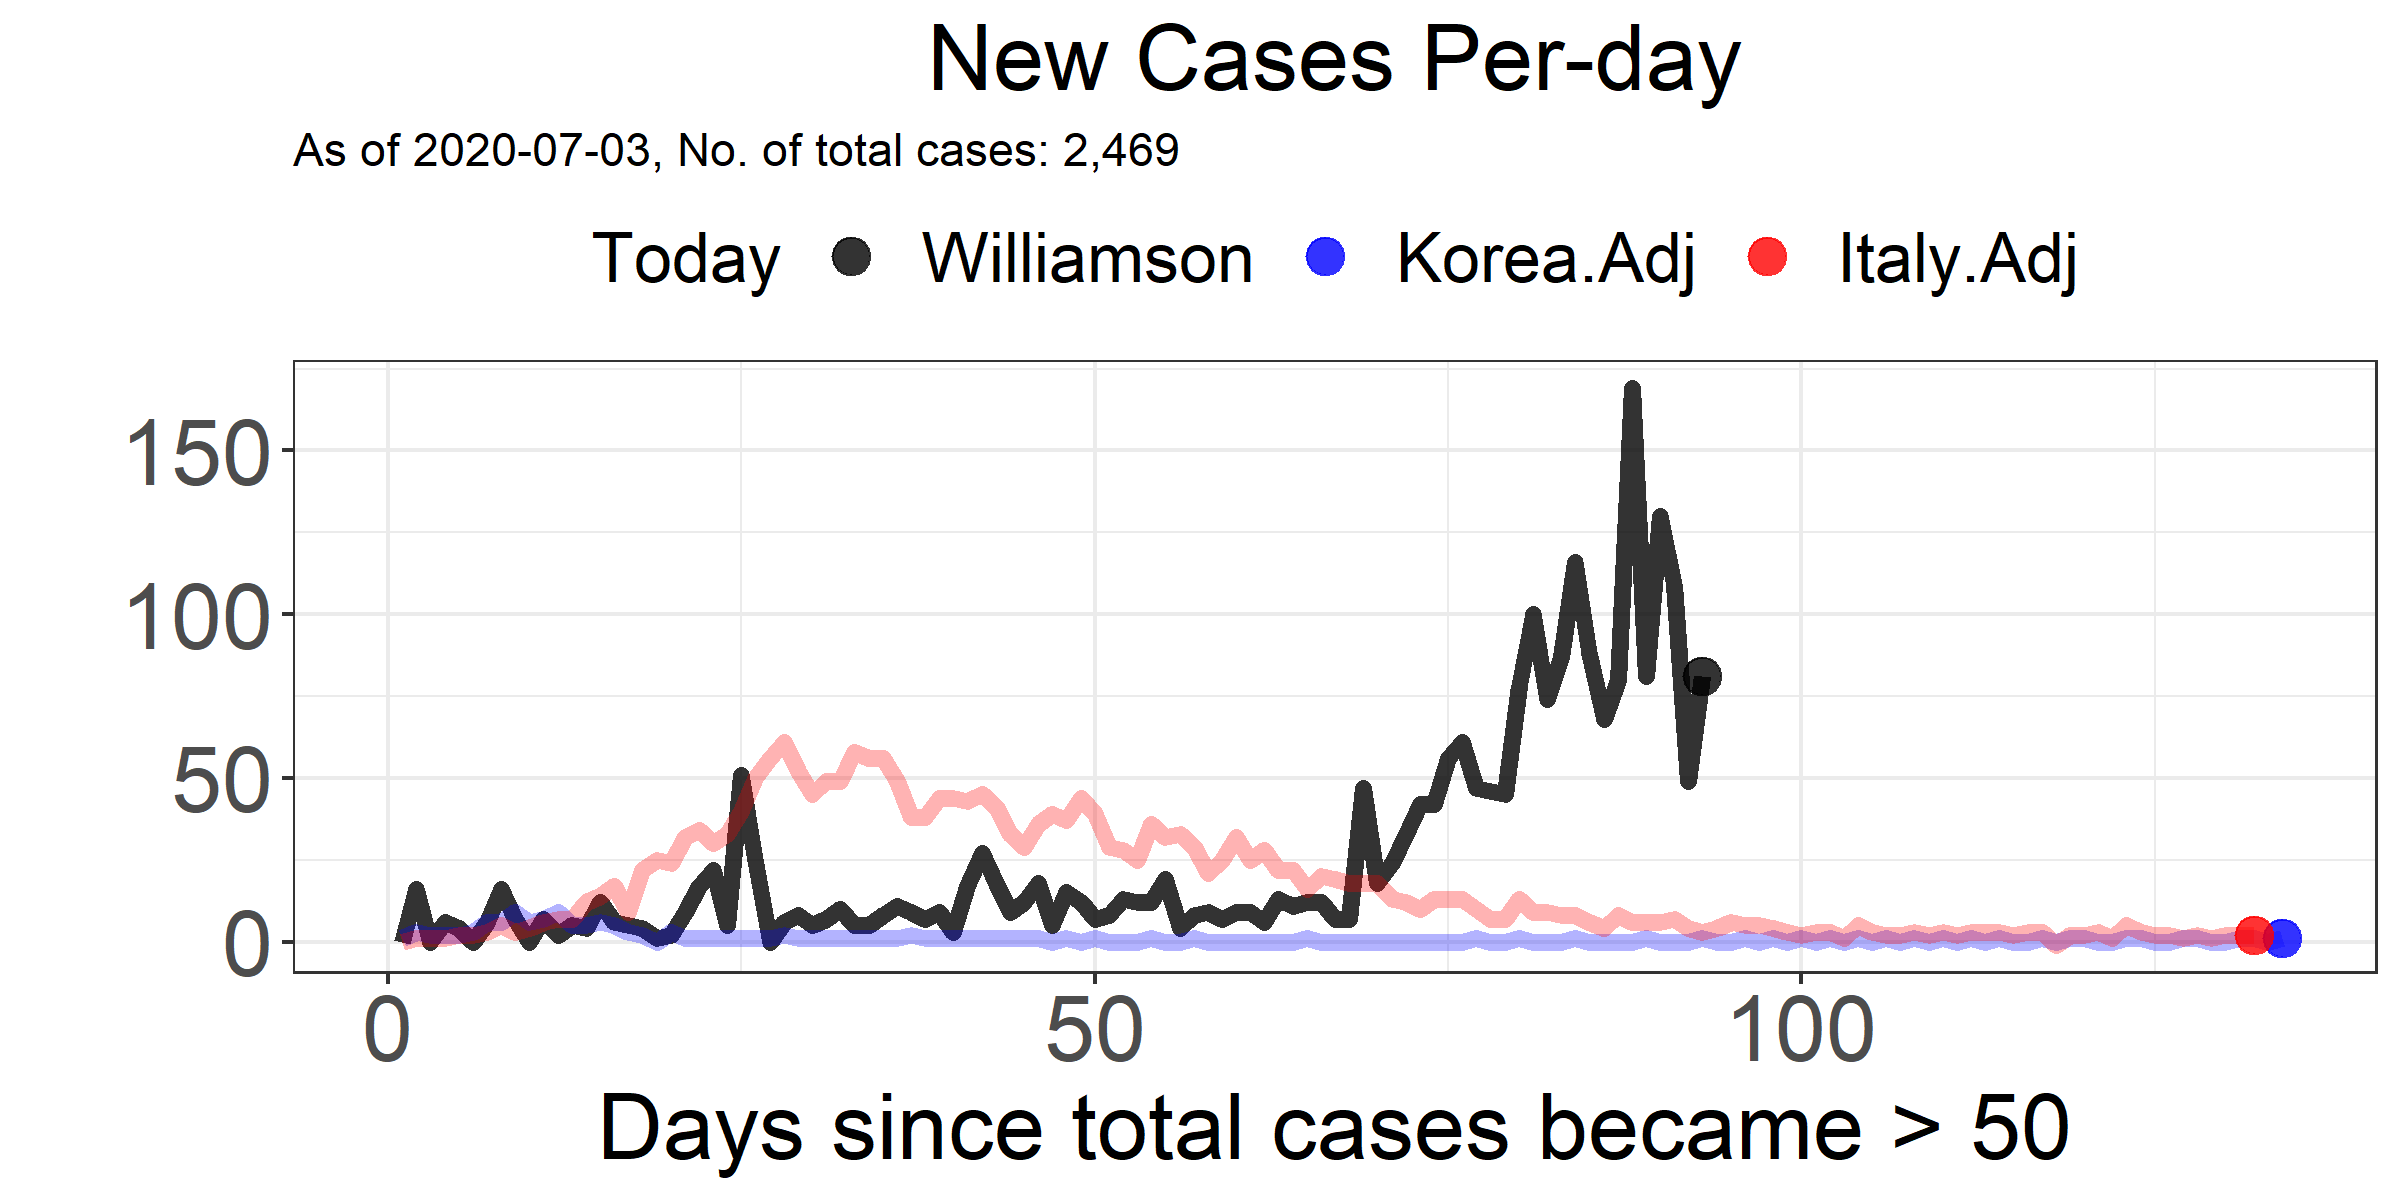 New Cases Per-day
As of 2020-07-03, No. of total cases: 2,469
Today Williamson Korea.Adj Italy.Adj
150
100
50
0
0 50 100
Days since total cases became > 50